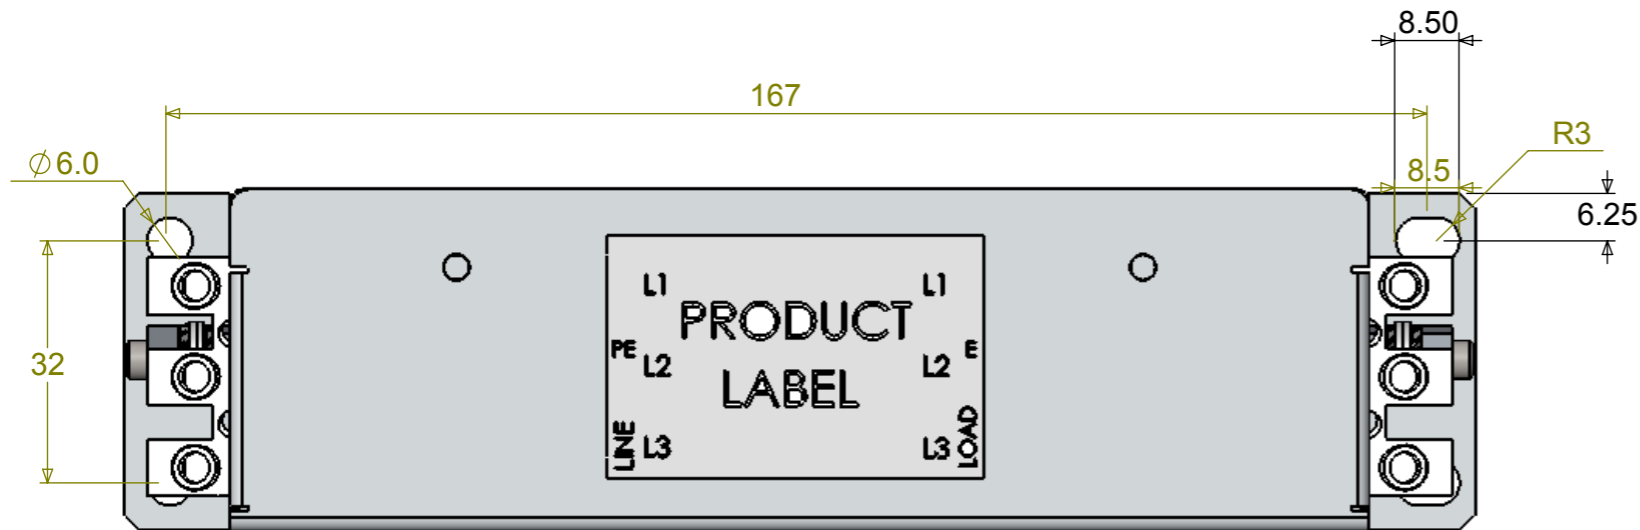 8.50
167
R3
⌀6.0
8.5
6.25
L1
L1
PRODUCT
PE
E
L2
L2
32
LABEL
LINE
L3
L3
LOAD